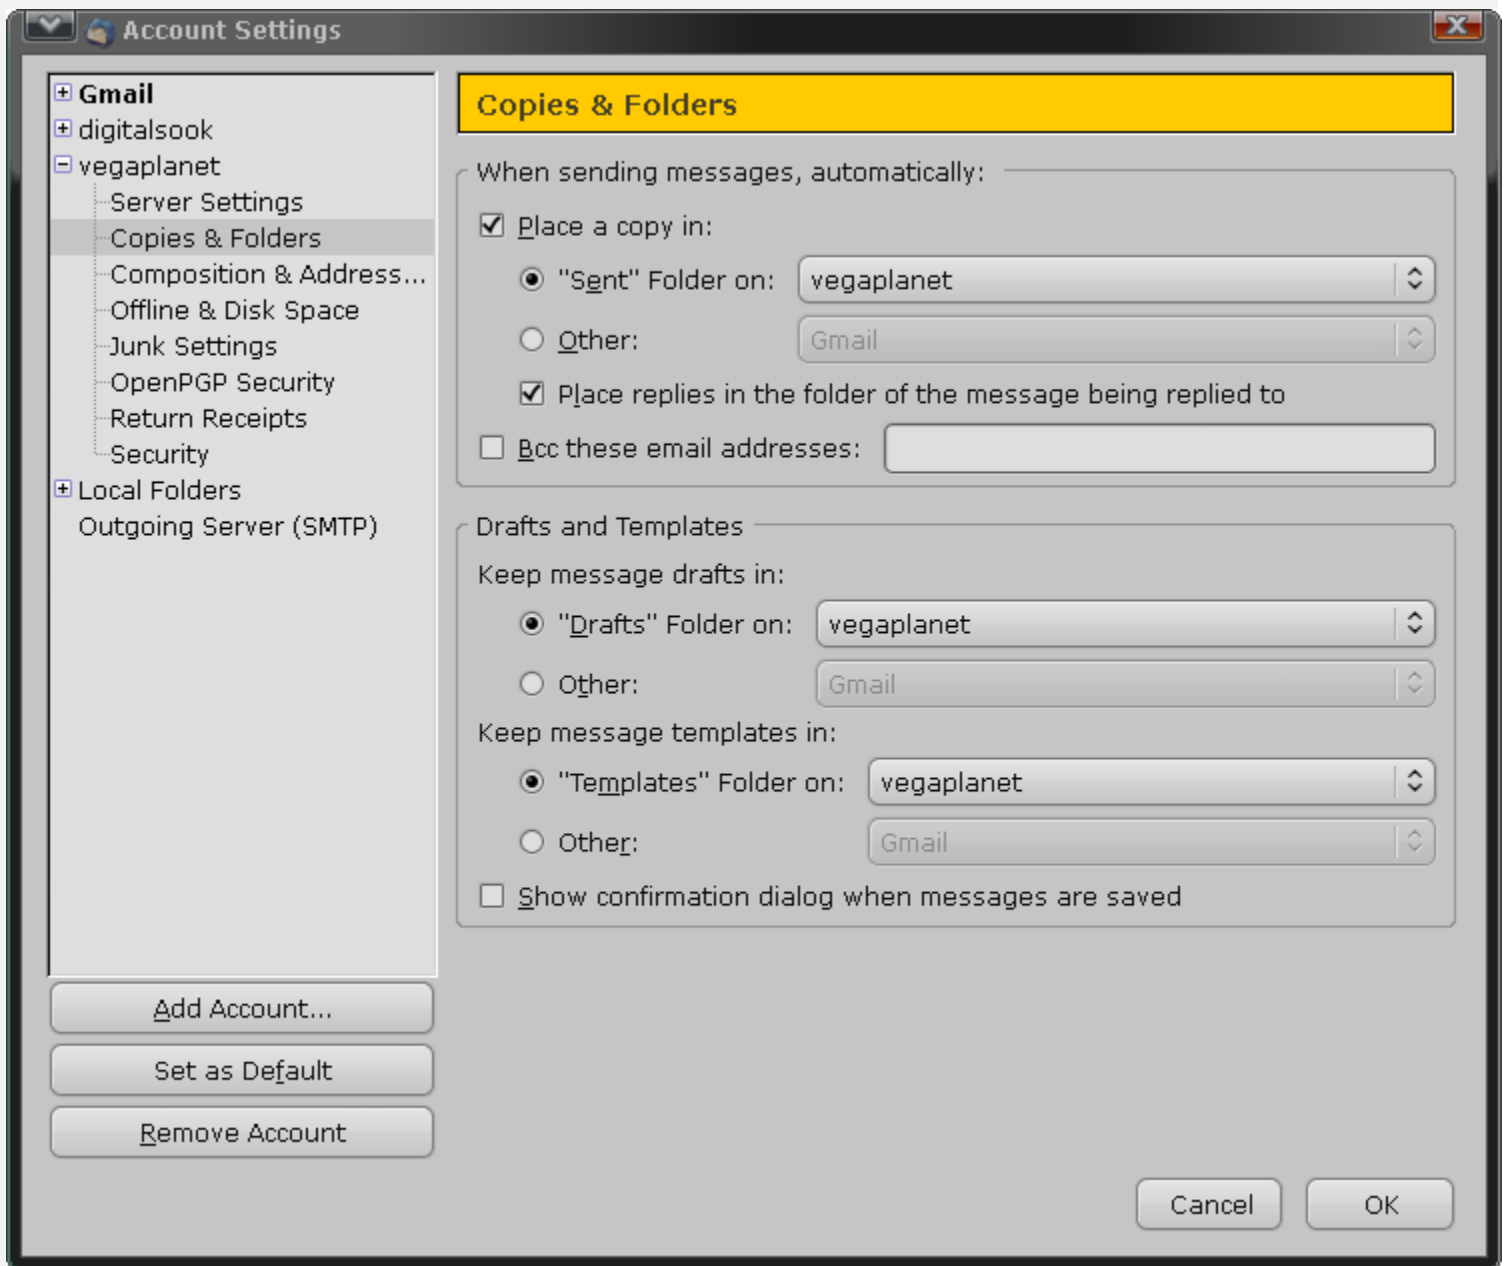 Account Settings
Gmail
digitalsook
vegaplanet
Server Settings
Copies & Folders
Composition & Address...
Offline & Disk Space
Junk Settings
OpenPGP Security
Return Receipts
Security
Local Folders
Outgoing Server (SMTP)
Add Account...
Set as Default
Remove Account
Copies & Folders
When sending messages, automatically:
Place a copy in:
"Sent" Folder on: vegaplanet
Other: Gmail
Place replies in the folder of the message being replied to
Bcc these email addresses:
Drafts and Templates
Keep message drafts in:
"Drafts" Folder on: vegaplanet
Other: Gmail
Keep message templates in:
"Templates" Folder on: vegaplanet
Other: Gmail
Show confirmation dialog when messages are saved
Cancel OK